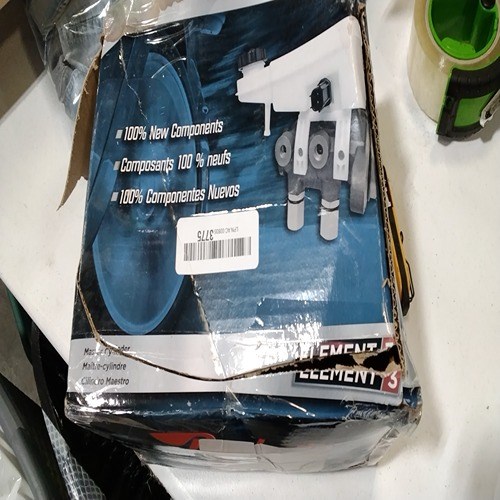 100% New Components
Composants 100 % neufs
100% Componentes Nuevos
3775
Master Cylinder
Maître-cylindre
Cilindro Maestro
ELEMENT
ELEMENT 3